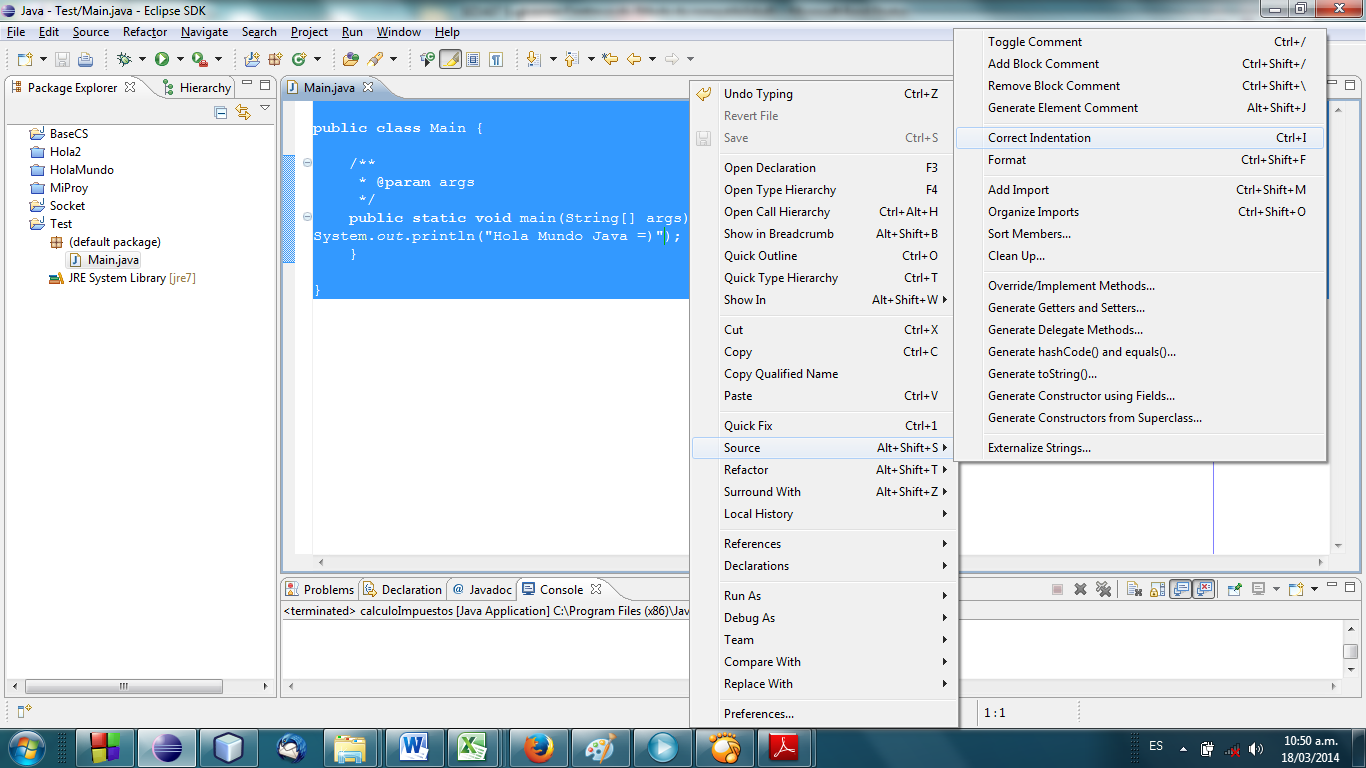 Java - Test/Main.java - Eclipse SDK
File Edit Source Refactor Navigate Search Project Run Window Help
Package Explorer
Hierarchy
BaseCS
Hola2
HolaMundo
MiProy
Socket
Test
(default package)
Main.java
JRE System Library [jre7]
Main.java
public class Main {
/**
* @param args
*/
public static void main(String[] args)
System.out.println("Hola Mundo Java =)");
}
}
Undo Typing Ctrl+Z
Revert File
Save Ctrl+S
Open Declaration F3
Open Type Hierarchy F4
Open Call Hierarchy Ctrl+Alt+H
Show in Breadcrumb Alt+Shift+B
Quick Outline Ctrl+O
Quick Type Hierarchy Ctrl+T
Show In Alt+Shift+W
Cut Ctrl+X
Copy Ctrl+C
Copy Qualified Name
Paste Ctrl+V
Quick Fix Ctrl+1
Source Alt+Shift+S
Refactor Alt+Shift+T
Surround With Alt+Shift+Z
Local History
References
Declarations
Run As
Debug As
Team
Compare With
Replace With
Preferences...
Toggle Comment Ctrl+/
Add Block Comment Ctrl+Shift+/
Remove Block Comment Ctrl+Shift+\
Generate Element Comment Alt+Shift+J
Correct Indentation Ctrl+I
Format Ctrl+Shift+F
Add Import Ctrl+Shift+M
Organize Imports Ctrl+Shift+O
Sort Members...
Clean Up...
Override/Implement Methods...
Generate Getters and Setters...
Generate Delegate Methods...
Generate hashCode() and equals()...
Generate toString()...
Generate Constructor using Fields...
Generate Constructors from Superclass...
Externalize Strings...
Problems Declaration @ Javadoc Console
<terminated> calculoImpuestos [Java Application] C:\Program Files (x86)\Jav
1:1
ES
10:50 a.m.
18/03/2014